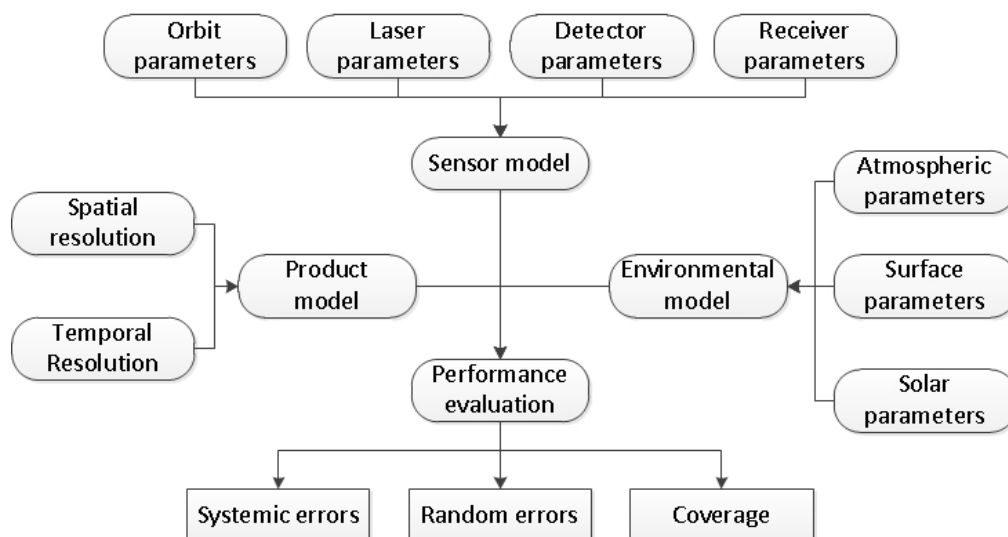 Orbit
parameters
Laser
parameters
Detector
parameters
Receiver
parameters
Sensor model
Atmospheric
parameters
Spatial
resolution
Product
model
Environmental
model
Surface
parameters
Temporal
Resolution
Performance
evaluation
Solar
parameters
Systemic errors
Random errors
Coverage